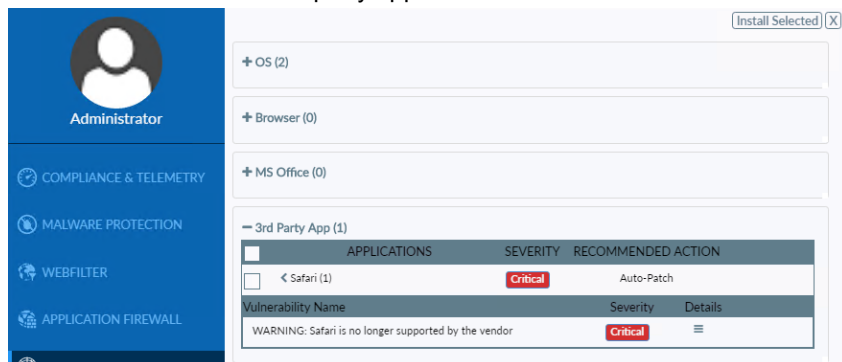 Install Selected X
Administrator
COMPLIANCE & TELEMETRY
MALWARE PROTECTION
WEBFILTER
APPLICATION FIREWALL
+ OS (2)
+ Browser (0)
+ MS Office (0)
− 3rd Party App (1)
APPLICATIONS SEVERITY RECOMMENDED ACTION
Safari (1) Critical Auto-Patch
Vulnerability Name Severity Details
WARNING: Safari is no longer supported by the vendor Critical